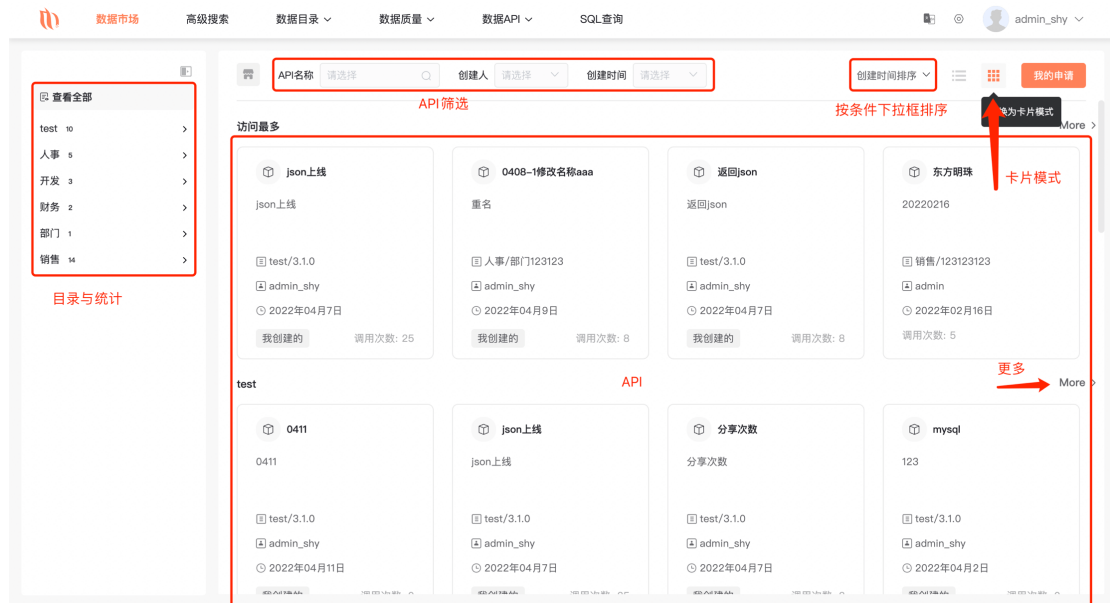 数据市场 高级搜索 数据目录 数据质量 数据API SQL查询 admin_shy
API名称 请选择 创建人 请选择 创建时间 请选择 创建时间排序 我的申请
查看全部
test 10
人事 5
开发 3
财务 2
部门 1
销售 14
目录与统计
API筛选
按条件下拉框排序
换为卡片模式
卡片模式
访问最多 More
json上线 0408-1修改名称aaa 返回json 东方明珠
json上线 重名 返回json 20220216
test/3.1.0 人事/部门123123 test/3.1.0 销售/123123123
admin_shy admin_shy admin_shy admin
2022年04月7日 2022年04月9日 2022年04月7日 2022年02月16日
我创建的 调用次数: 25 我创建的 调用次数: 8 我创建的 调用次数: 8 调用次数: 5
更多
test API More
0411 json上线 分享次数 mysql
0411 json上线 分享次数 123
test/3.1.0 test/3.1.0 test/3.1.0 test/3.1.0
admin_shy admin_shy admin_shy admin_shy
2022年04月11日 2022年04月7日 2022年04月7日 2022年04月2日